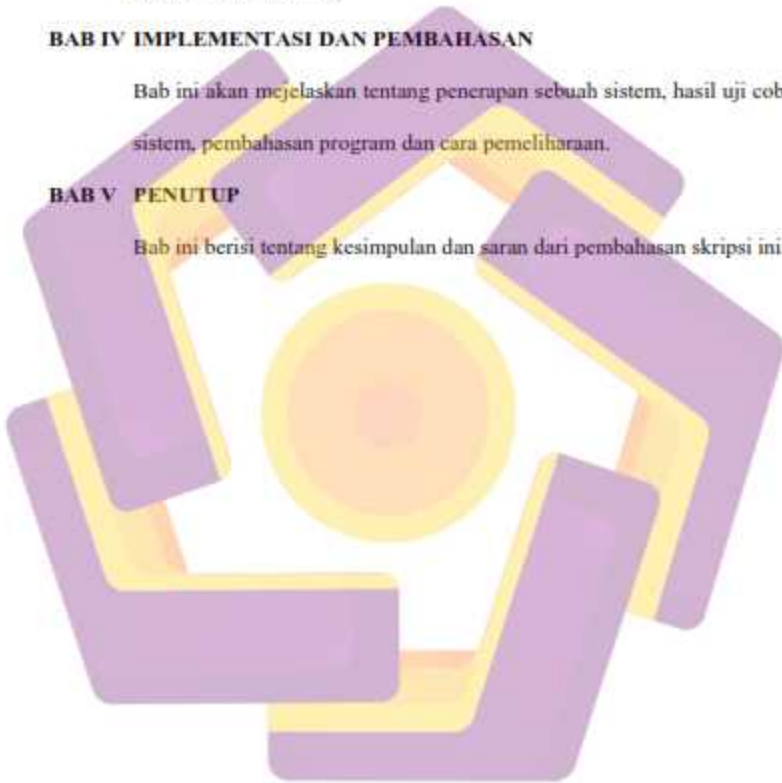 BAB IV IMPLEMENTASI DAN PEMBAHASAN
Bab ini akan mejelaskan tentang penerapan sebuah sistem, hasil uji cob
sistem, pembahasan program dan cara pemeliharaan.
BAB V PENUTUP
Bab ini berisi tentang kesimpulan dan saran dari pembahasan skripsi ini